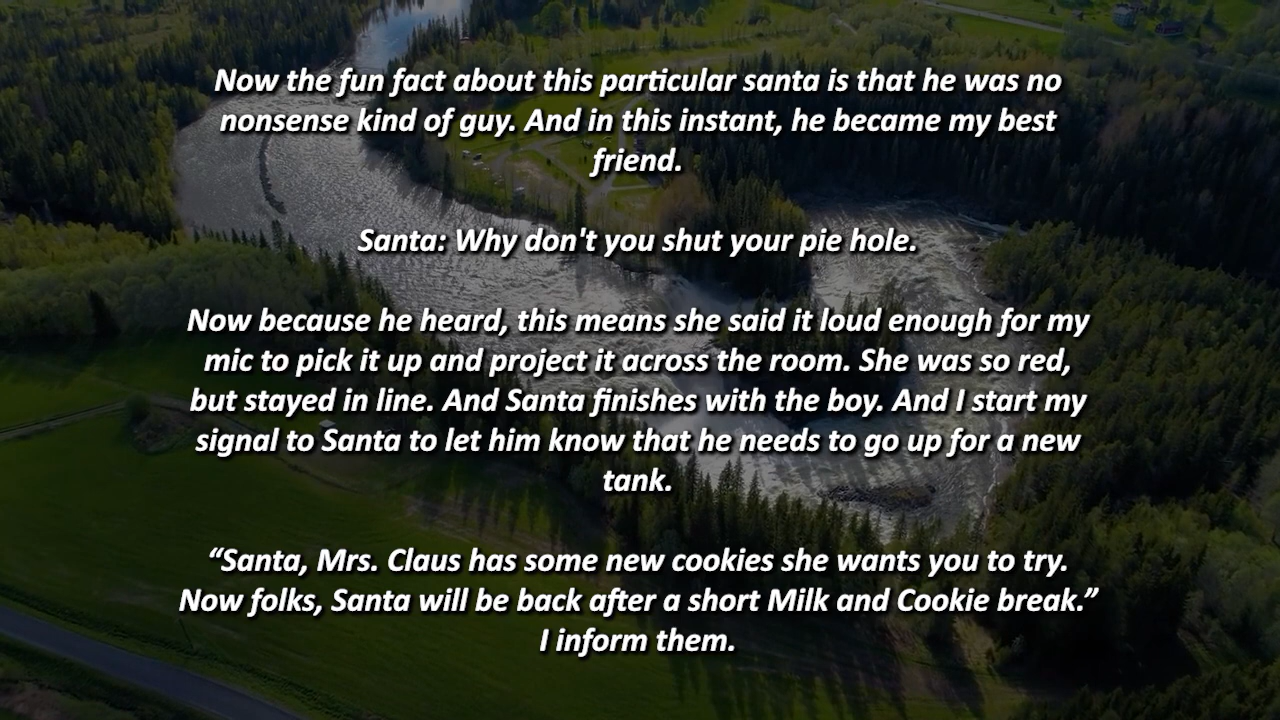 Now the fun fact about this particular santa is that he was no
nonsense kind of guy. And in this instant, he became my best
friend.
Santa: Why don't you shut your pie hole.
Now because he heard, this means she said it loud enough for my
mic to pick it up and project it across the room. She was so red,
but stayed in line. And Santa finishes with the boy. And I start my
signal to Santa to let him know that he needs to go up for a new
tank.
“Santa, Mrs. Claus has some new cookies she wants you to try.
Now folks, Santa will be back after a short Milk and Cookie break.”
I inform them.